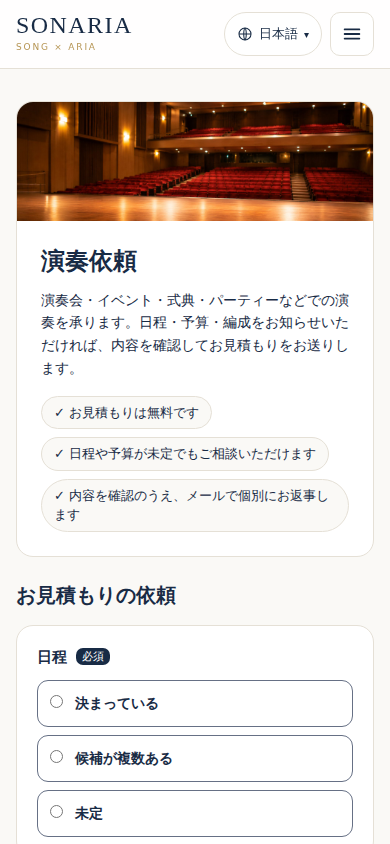 SONARIA
SONG × ARIA
日本語 ▾
演奏依頼
演奏会・イベント・式典・パーティーなどでの演
奏を承ります。日程・予算・編成をお知らせいた
だければ、内容を確認してお見積もりをお送りし
ます。
✓ お見積もりは無料です
✓ 日程や予算が未定でもご相談いただけます
✓ 内容を確認のうえ、メールで個別にお返事し
ます
お見積もりの依頼
日程 必須
決まっている
候補が複数ある
未定